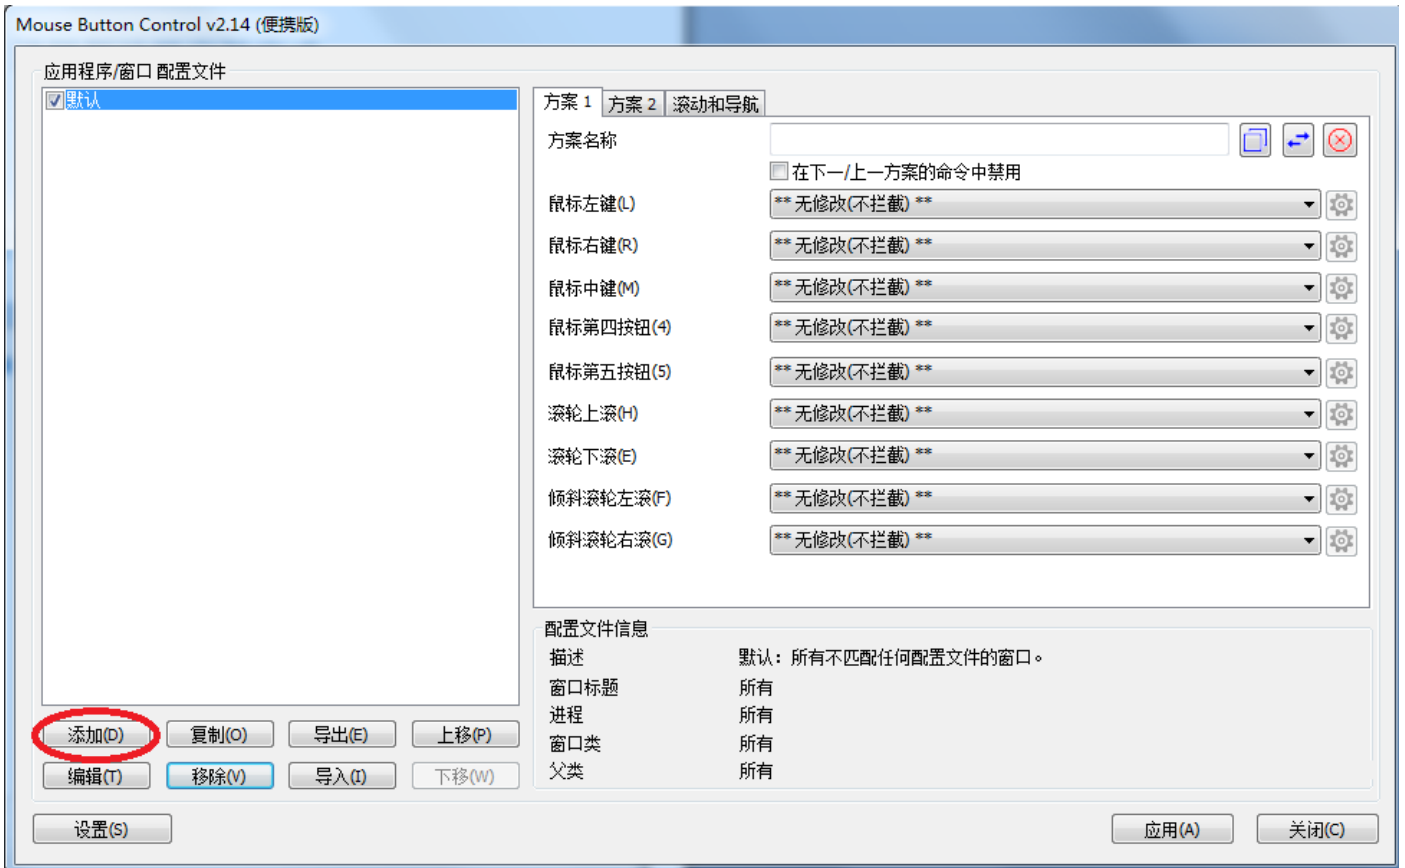 Mouse Button Control v2.14 (便携版)
应用程序/窗口 配置文件
默认
方案 1 方案 2 滚动和导航
方案名称
在下一/上一方案的命令中禁用
鼠标左键(L) ** 无修改(不拦截) **
鼠标右键(R) ** 无修改(不拦截) **
鼠标中键(M) ** 无修改(不拦截) **
鼠标第四按钮(4) ** 无修改(不拦截) **
鼠标第五按钮(5) ** 无修改(不拦截) **
滚轮上滚(H) ** 无修改(不拦截) **
滚轮下滚(E) ** 无修改(不拦截) **
倾斜滚轮左滚(F) ** 无修改(不拦截) **
倾斜滚轮右滚(G) ** 无修改(不拦截) **
配置文件信息
描述 默认：所有不匹配任何配置文件的窗口。
窗口标题 所有
进程 所有
窗口类 所有
父类 所有
添加(D) 复制(O) 导出(E) 上移(P)
编辑(T) 移除(V) 导入(I) 下移(W)
设置(S) 应用(A) 关闭(C)